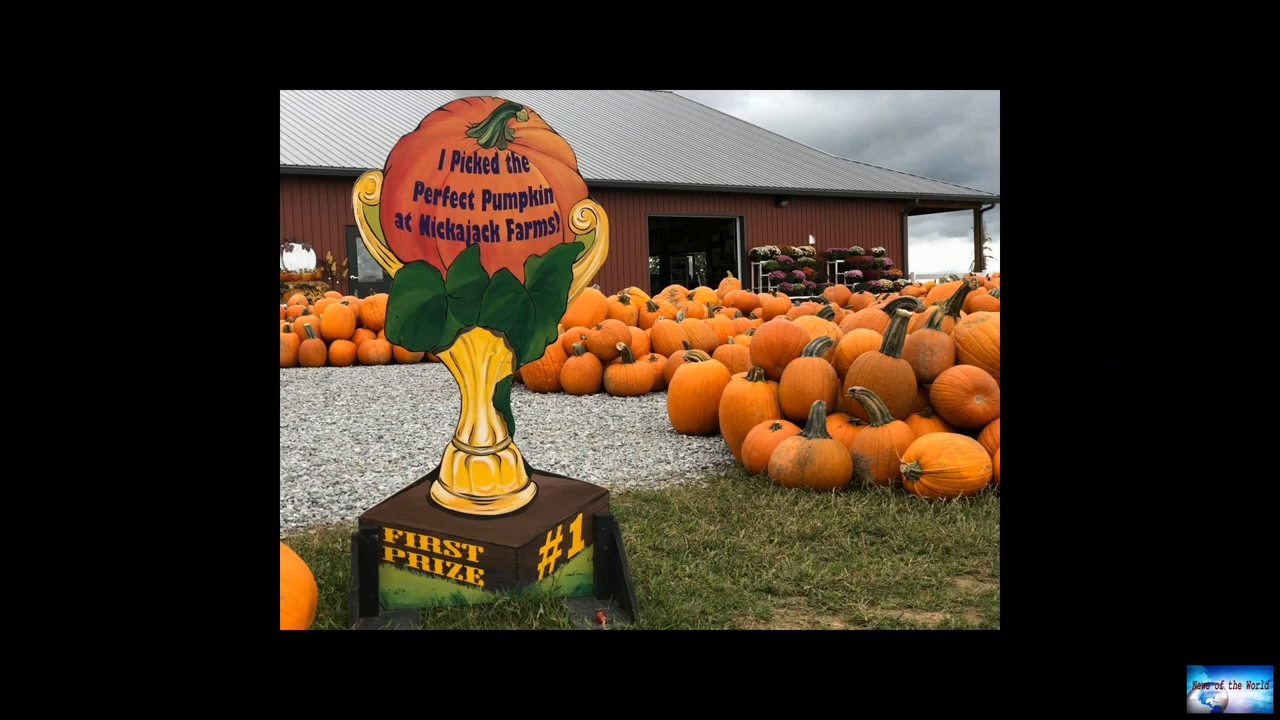 I Picked the
Perfect Pumpkin
at Nickajack Farms!
FIRST
PRIZE
#1
News of the World